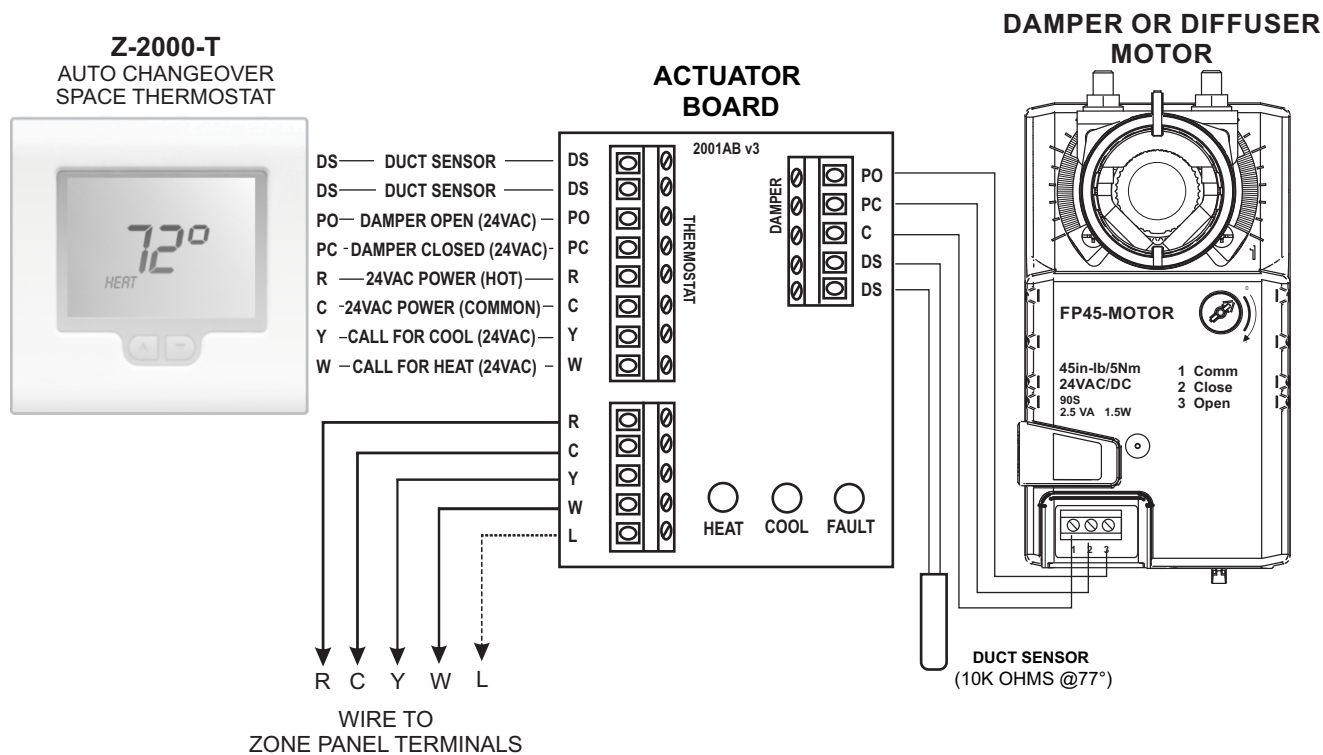 Z-2000-T
AUTO CHANGEOVER
SPACE THERMOSTAT
72°
HEAT
DS DUCT SENSOR
DS DUCT SENSOR
PO DAMPER OPEN (24VAC)
PC DAMPER CLOSED (24VAC)
R 24VAC POWER (HOT)
C 24VAC POWER (COMMON)
Y CALL FOR COOL (24VAC)
W CALL FOR HEAT (24VAC)
ACTUATOR
BOARD
2001AB v3
DS
DS
PO
PC
R
C
Y
W
THERMOSTAT
DAMPER
PO
PC
C
DS
DS
R
C
Y
W
L
HEAT COOL FAULT
DAMPER OR DIFFUSER
MOTOR
1
0
FP45-MOTOR
45in-lb/5Nm
24VAC/DC
90S
2.5 VA 1.5W
1 Comm
2 Close
3 Open
1 2 3
DUCT SENSOR
(10K OHMS @77°)
R C Y W L
WIRE TO
ZONE PANEL TERMINALS